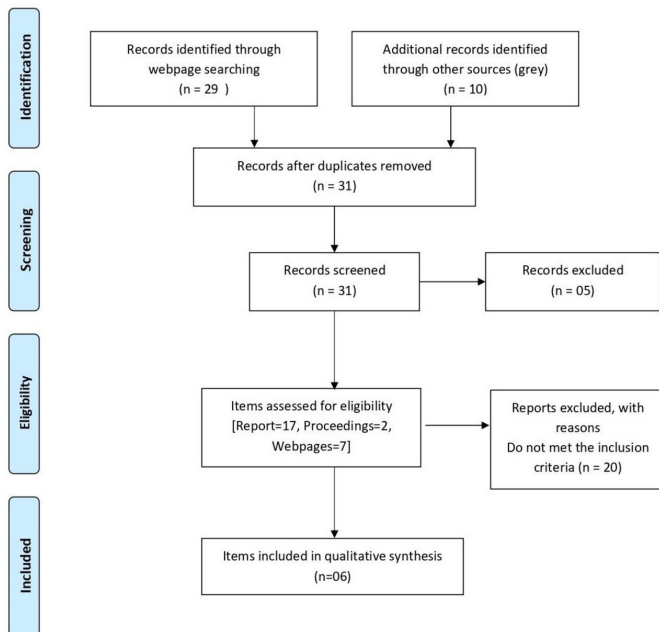 Identification
Records identified through
webpage searching
(n = 29 )
Additional records identified
through other sources (grey)
(n = 10)
Records after duplicates removed
(n = 31)
Screening
Records screened
(n = 31)
Records excluded
(n = 05)
Eligibility
Items assessed for eligibility
[Report=17, Proceedings=2,
Webpages=7]
Reports excluded, with
reasons
Do not met the inclusion
criteria (n = 20)
Included
Items included in qualitative synthesis
(n=06)